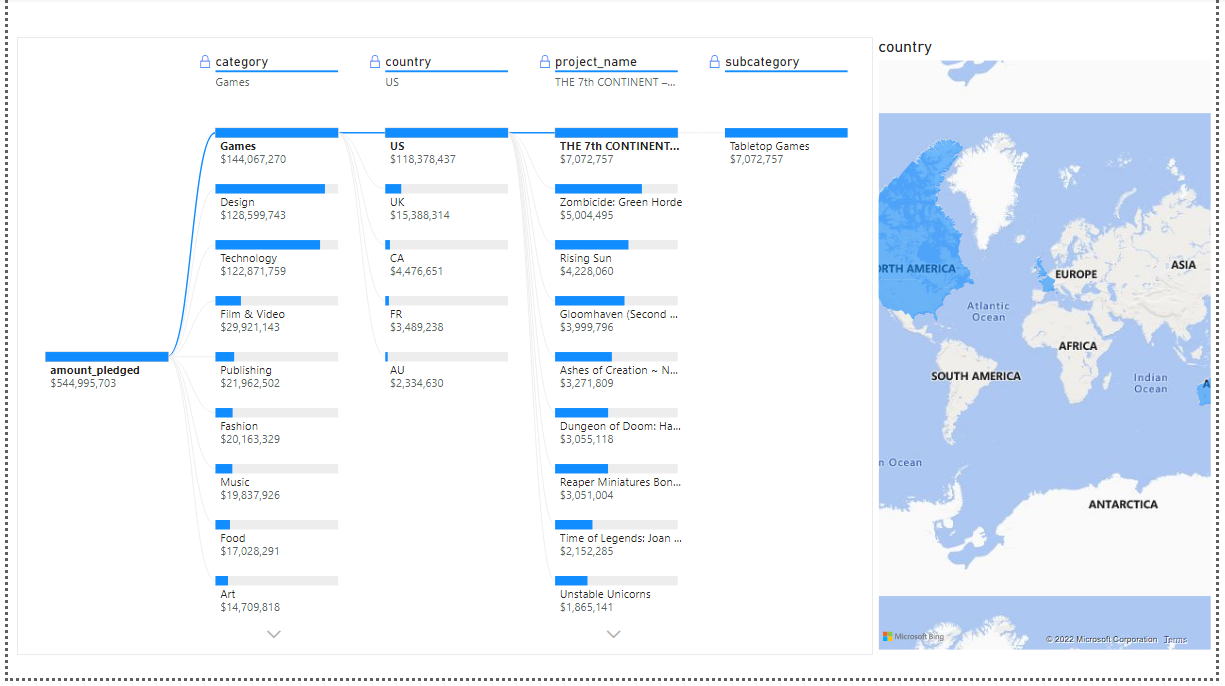 category
Games
country
US
project_name
THE 7th CONTINENT –...
subcategory
amount_pledged
$544,995,703
Games
$144,067,270
Design
$128,599,743
Technology
$122,871,759
Film & Video
$29,921,143
Publishing
$21,962,502
Fashion
$20,163,329
Music
$19,837,926
Food
$17,028,291
Art
$14,709,818
US
$118,378,437
UK
$15,388,314
CA
$4,476,651
FR
$3,489,238
AU
$2,334,630
THE 7th CONTINENT...
$7,072,757
Zombicide: Green Horde
$5,004,495
Rising Sun
$4,228,060
Gloomhaven (Second ...
$3,999,796
Ashes of Creation ~ N...
$3,271,809
Dungeon of Doom: Ha...
$3,055,118
Reaper Miniatures Bon...
$3,051,004
Time of Legends: Joan ...
$2,152,285
Unstable Unicorns
$1,865,141
Tabletop Games
$7,072,757
country
RTH AMERICA
EUROPE
ASIA
Atlantic
Ocean
AFRICA
SOUTH AMERICA
Indian
Ocean
A
n Ocean
ANTARCTICA
Microsoft Bing
© 2022 Microsoft Corporation Terms